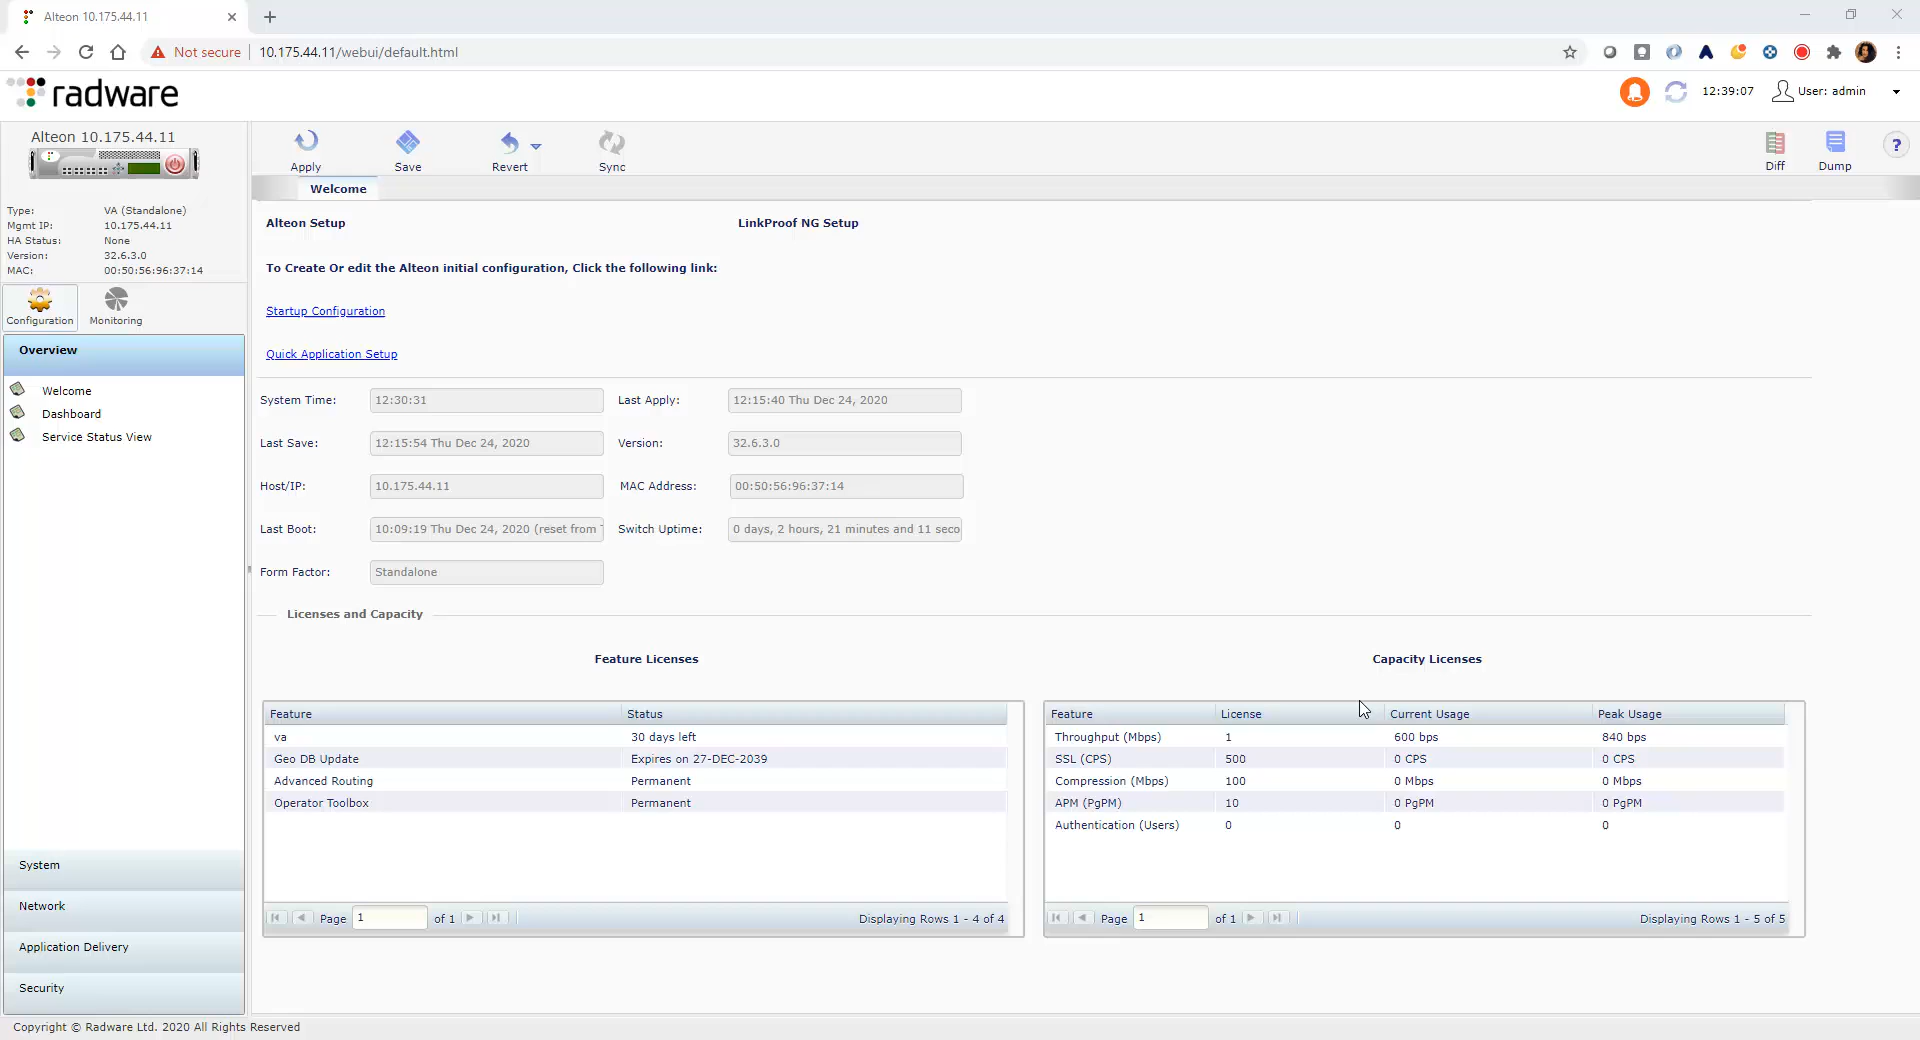 Alteon 10.175.44.11
Not secure | 10.175.44.11/webui/default.html
radware
12:39:07
User: admin
Alteon 10.175.44.11
Type: VA (Standalone)
Mgmt IP: 10.175.44.11
HA Status: None
Version: 32.6.3.0
MAC: 00:50:56:96:37:14
Configuration
Monitoring
Overview
Welcome
Dashboard
Service Status View
System
Network
Application Delivery
Security
Apply
Save
Revert
Sync
Diff
Dump
?
Welcome
Alteon Setup
LinkProof NG Setup
To Create Or edit the Alteon initial configuration, Click the following link:
Startup Configuration
Quick Application Setup
System Time: 12:30:31 Last Apply: 12:15:40 Thu Dec 24, 2020
Last Save: 12:15:54 Thu Dec 24, 2020 Version: 32.6.3.0
Host/IP: 10.175.44.11 MAC Address: 00:50:56:96:37:14
Last Boot: 10:09:19 Thu Dec 24, 2020 (reset from Switch Uptime: 0 days, 2 hours, 21 minutes and 11 seco
Form Factor: Standalone
Licenses and Capacity
Feature Licenses
Feature Status
va 30 days left
Geo DB Update Expires on 27-DEC-2039
Advanced Routing Permanent
Operator Toolbox Permanent
Page 1 of 1 Displaying Rows 1 - 4 of 4
Capacity Licenses
Feature License Current Usage Peak Usage
Throughput (Mbps) 1 600 bps 840 bps
SSL (CPS) 500 0 CPS 0 CPS
Compression (Mbps) 100 0 Mbps 0 Mbps
APM (PgPM) 10 0 PgPM 0 PgPM
Authentication (Users) 0 0 0
Page 1 of 1 Displaying Rows 1 - 5 of 5
Copyright © Radware Ltd. 2020 All Rights Reserved